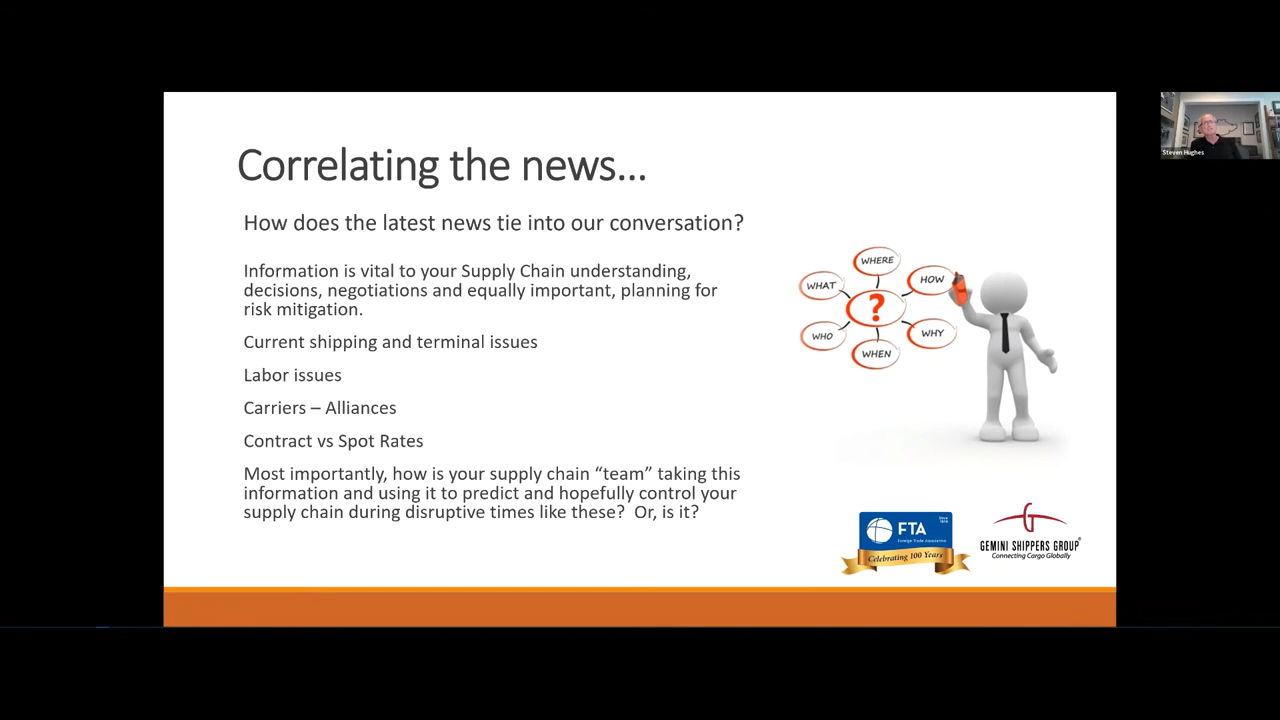 Correlating the news...
How does the latest news tie into our conversation?
Information is vital to your Supply Chain understanding,
decisions, negotiations and equally important, planning for
risk mitigation.
Current shipping and terminal issues
Labor issues
Carriers – Alliances
Contract vs Spot Rates
Most importantly, how is your supply chain “team” taking this
information and using it to predict and hopefully control your
supply chain during disruptive times like these?  Or, is it?
WHERE
WHAT
HOW
?
WHO
WHY
WHEN
FTA
Foreign Trade Association
Celebrating 100 Years
GEMINI SHIPPERS GROUP®
Connecting Cargo Globally
Steven Hughes